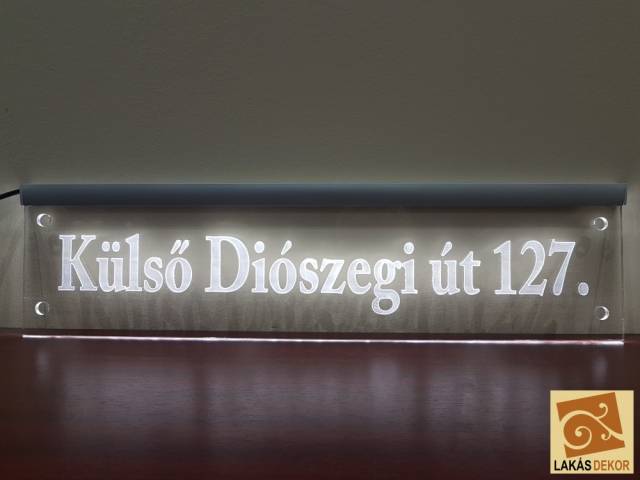 Külső Diószegi út 127.
LAKÁSDEKOR